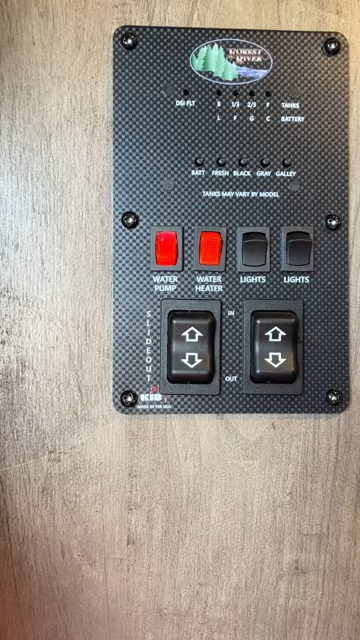 FOREST
RIVER
DSI FLT E 1/3 2/3 F TANKS
L F G C BATTERY
BATT FRESH BLACK GRAY GALLEY
TANKS MAY VARY BY MODEL
WATER PUMP
WATER HEATER
LIGHTS
LIGHTS
SLIDEOUT
IN
OUT
KIB
MADE IN THE USA